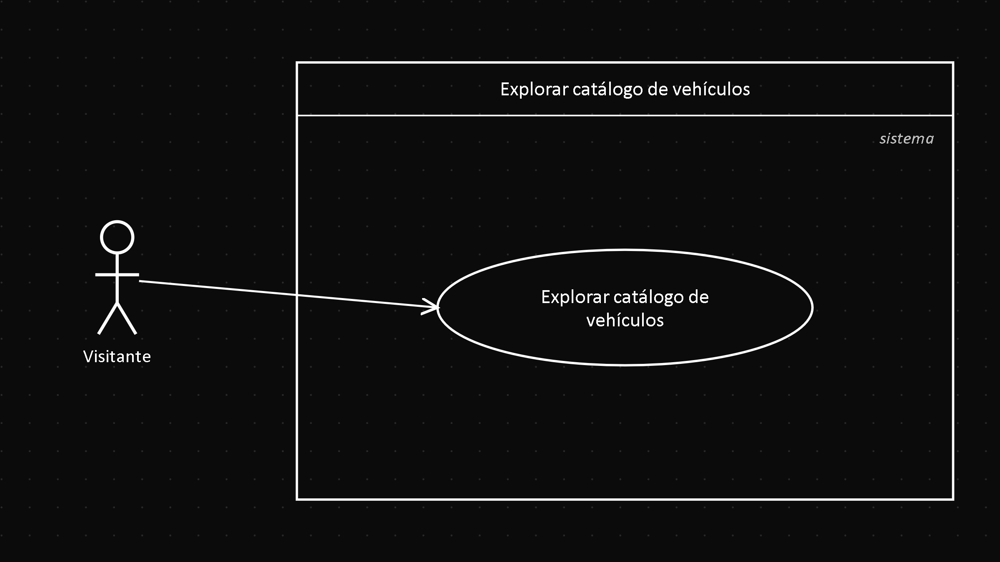 Explorar catálogo de vehículos
sistema
Explorar catálogo de
vehículos
Visitante